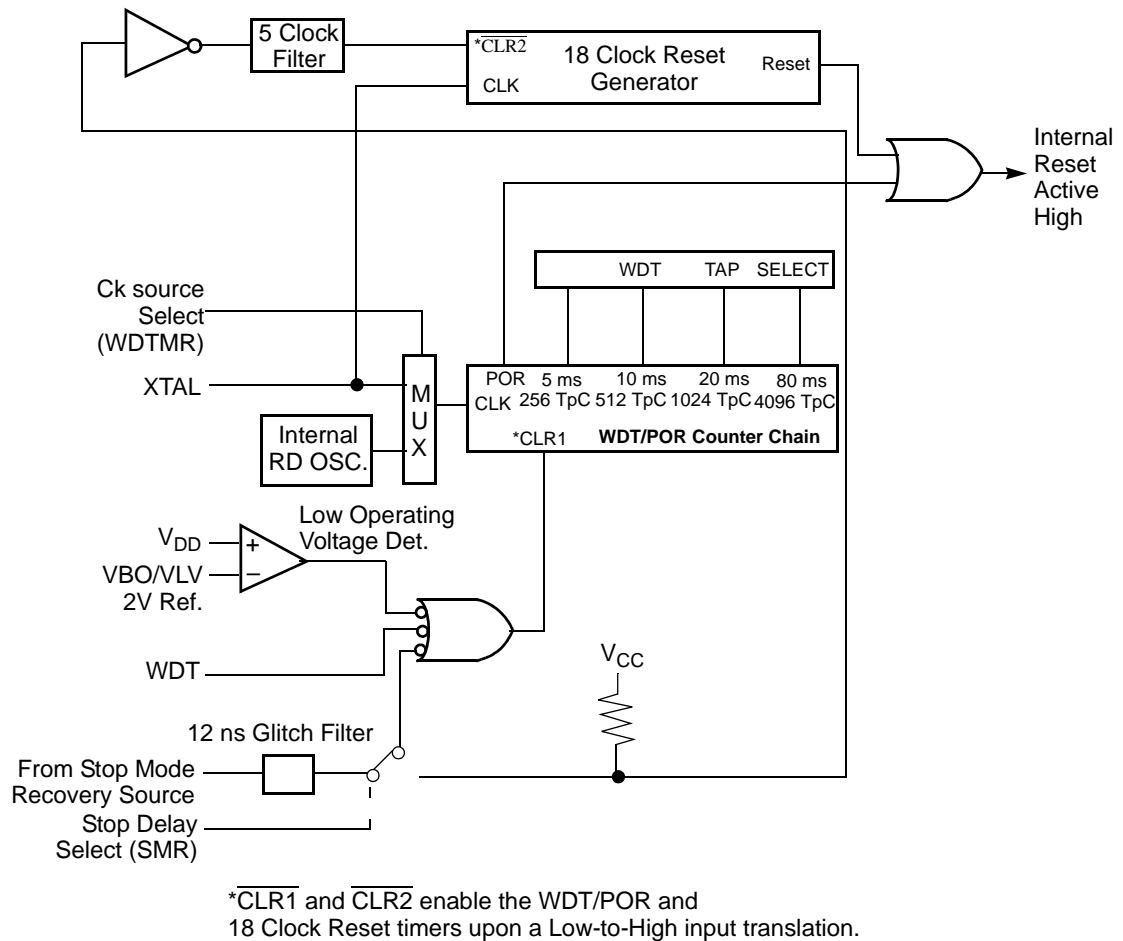 5 Clock
Filter
*CLR2
18 Clock Reset
Generator
Reset
CLK
Internal
Reset
Active
High
WDT TAP SELECT
Ck source
Select
(WDTMR)
XTAL
M
U
X
POR 5 ms 10 ms 20 ms 80 ms
CLK 256 TpC 512 TpC 1024 TpC 4096 TpC
*CLR1 WDT/POR Counter Chain
Internal
RD OSC.
Low Operating
Voltage Det.
VDD
+
VBO/VLV
−
2V Ref.
WDT
VCC
12 ns Glitch Filter
From Stop Mode
Recovery Source
Stop Delay
Select (SMR)
*CLR1 and CLR2 enable the WDT/POR and
18 Clock Reset timers upon a Low-to-High input translation.